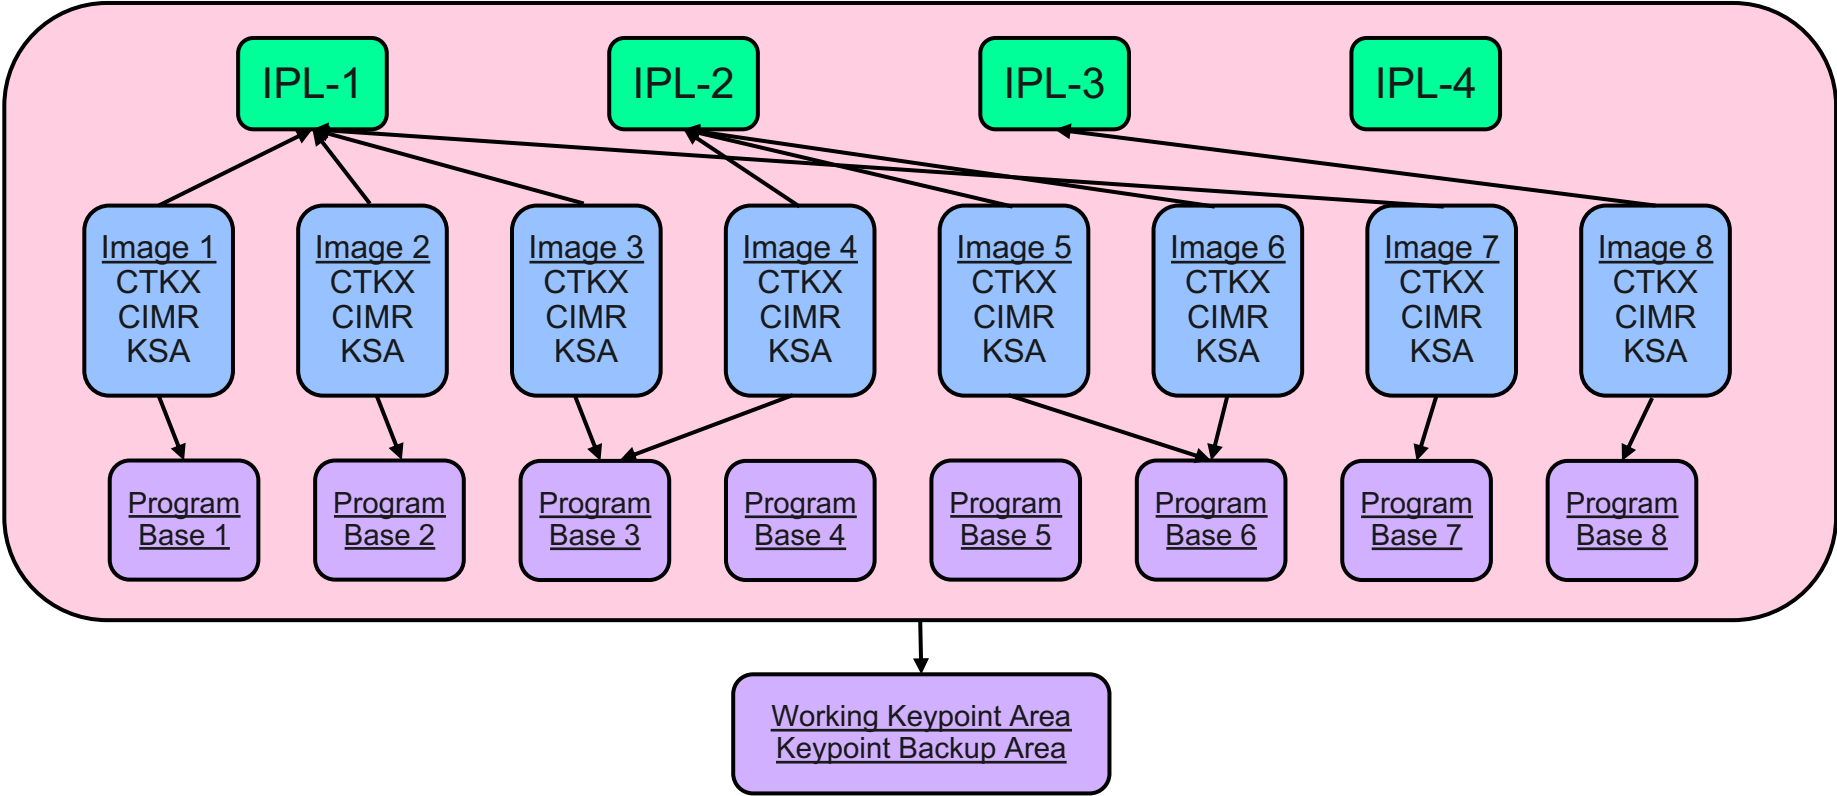 IPL-1
IPL-2
IPL-3
IPL-4
Image 1
CTKX
CIMR
KSA
Image 2
CTKX
CIMR
KSA
Image 3
CTKX
CIMR
KSA
Image 4
CTKX
CIMR
KSA
Image 5
CTKX
CIMR
KSA
Image 6
CTKX
CIMR
KSA
Image 7
CTKX
CIMR
KSA
Image 8
CTKX
CIMR
KSA
Program
Base 1
Program
Base 2
Program
Base 3
Program
Base 4
Program
Base 5
Program
Base 6
Program
Base 7
Program
Base 8
Working Keypoint Area
Keypoint Backup Area